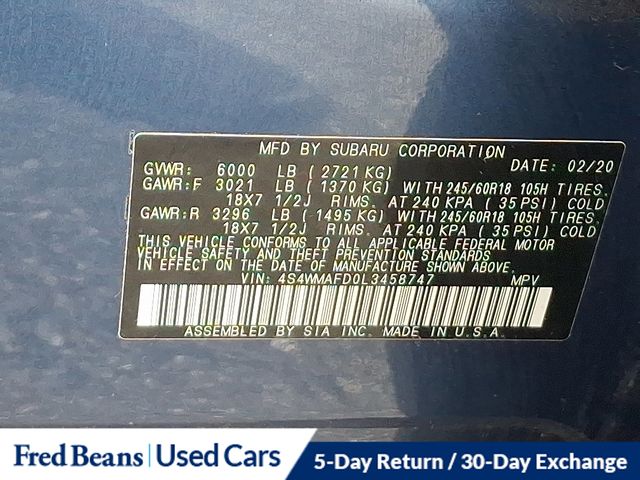 MFD BY SUBARU CORPORATION
GVWR: 6000 LB (2721 KG) DATE: 02/20
GAWR:F 3021 LB (1370 KG) WITH 245/60R18 105H TIRES.
18X7 1/2J RIMS. AT 240 KPA (35 PSI) COLD
GAWR:R 3296 LB (1495 KG) WITH 245/60R18 105H TIRES.
18X7 1/2J RIMS. AT 240 KPA (35 PSI) COLD
THIS VEHICLE CONFORMS TO ALL APPLICABLE FEDERAL MOTOR
VEHICLE SAFETY AND THEFT PREVENTION STANDARDS
IN EFFECT ON THE DATE OF MANUFACTURE SHOWN ABOVE.
VIN: 4S4WMAFD0L3458747 MPV
ASSEMBLED BY SIA INC. MADE IN U.S.A.
Fred Beans | Used Cars
5-Day Return / 30-Day Exchange